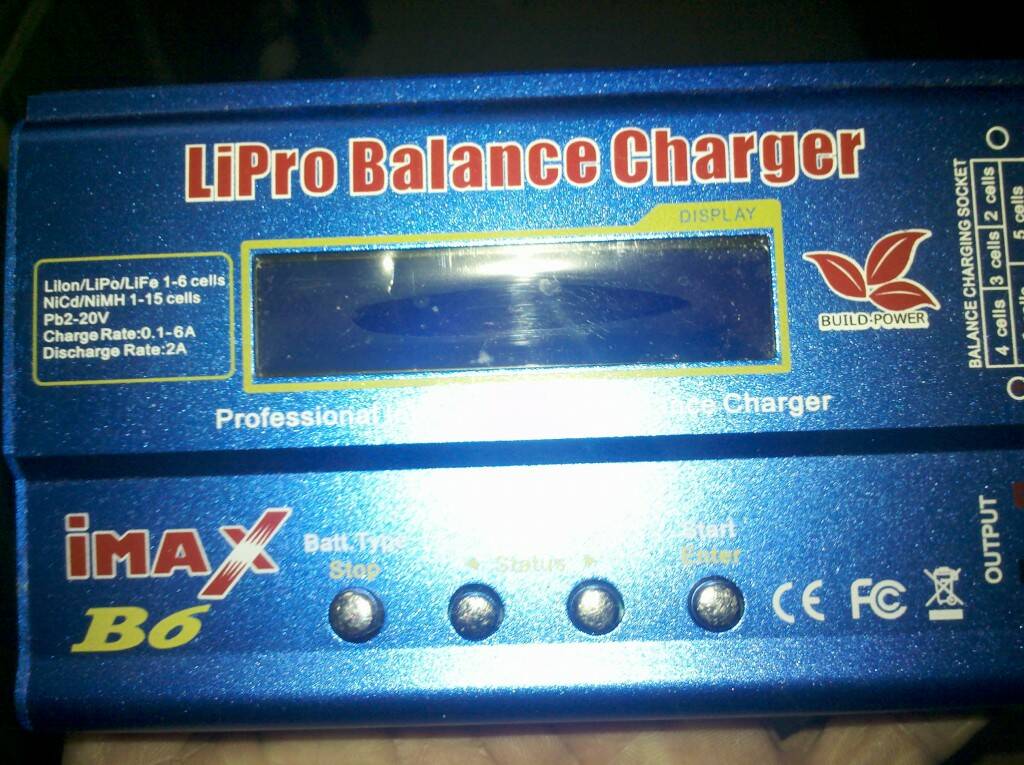 LiPro Balance Charger
DISPLAY
LiIon/LiPo/LiFe 1-6 cells
NiCd/NiMH 1-15 cells
Pb2-20V
Charge Rate:0.1-6A
Discharge Rate:2A
BUILD·POWER
BALANCE CHARGING SOCKET
2 cells
3 cells
4 cells
5 cells
Professional Charger
iMAX
B6
Batt.Type
Stop
◄ Status ►
Start
Enter
CE FC
OUTPUT